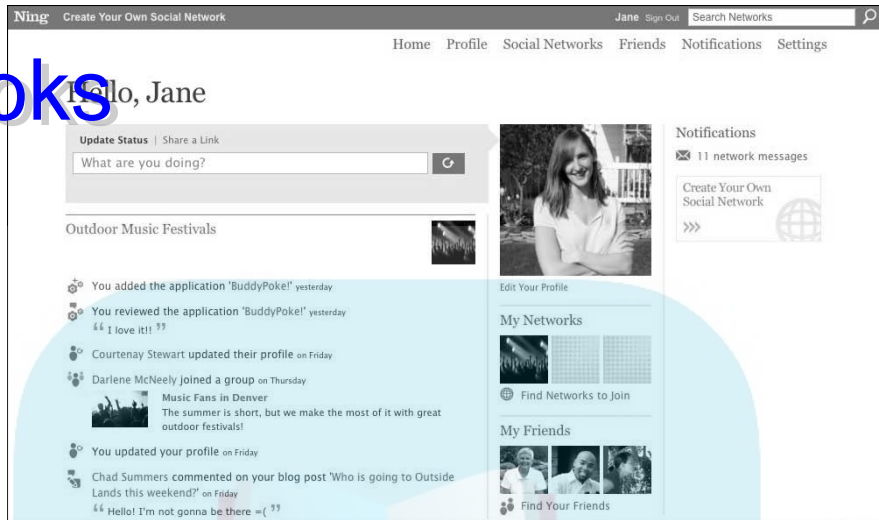 Ning Create Your Own Social Network Jane Sign Out Search Networks
Home Profile Social Networks Friends Notifications Settings
oks
Hello, Jane
Update Status | Share a Link
What are you doing?
Outdoor Music Festivals
You added the application 'BuddyPoke!' yesterday
You reviewed the application 'BuddyPoke!' yesterday
“ I love it!! ”
Courtenay Stewart updated their profile on Friday
Darlene McNeely joined a group on Thursday
Music Fans in Denver
The summer is short, but we make the most of it with great
outdoor festivals!
You updated your profile on Friday
Chad Summers commented on your blog post 'Who is going to Outside
Lands this weekend?' on Friday
“ Hello! I'm not gonna be there =( ”
Edit Your Profile
My Networks
Find Networks to Join
My Friends
Find Your Friends
Notifications
11 network messages
Create Your Own
Social Network
>>>